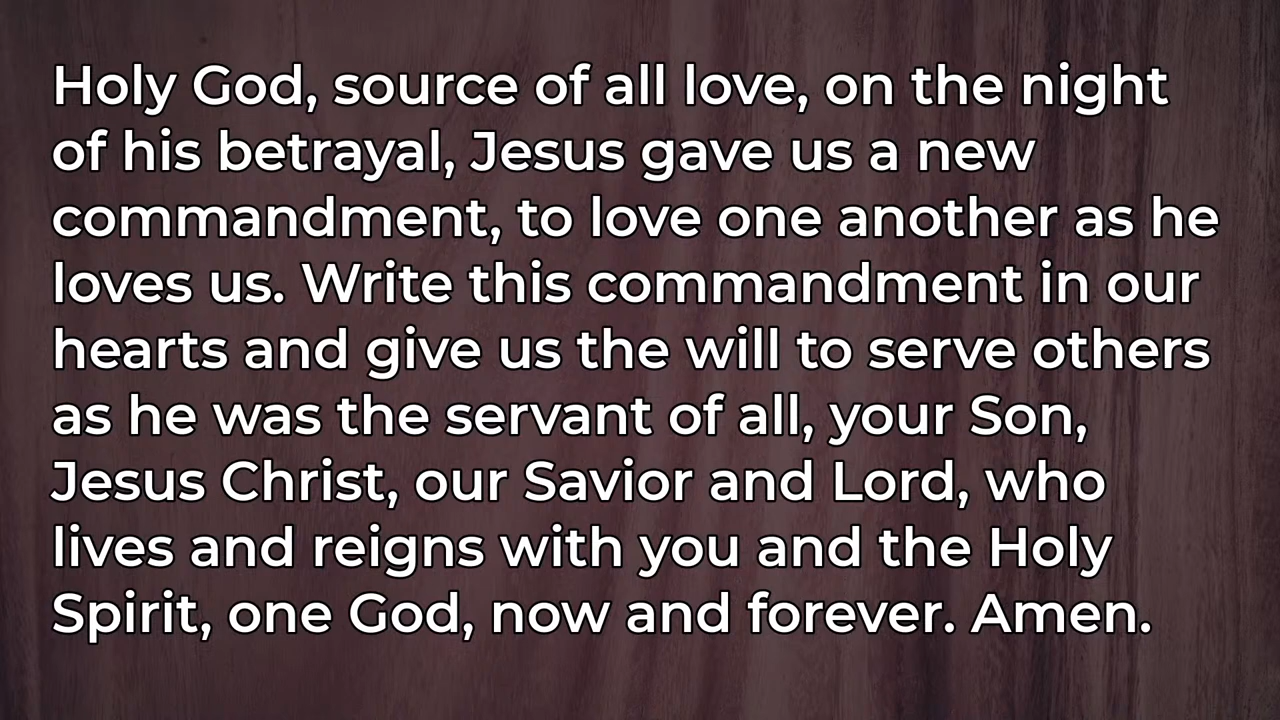 Holy God, source of all love, on the night
of his betrayal, Jesus gave us a new
commandment, to love one another as he
loves us. Write this commandment in our
hearts and give us the will to serve others
as he was the servant of all, your Son,
Jesus Christ, our Savior and Lord, who
lives and reigns with you and the Holy
Spirit, one God, now and forever. Amen.